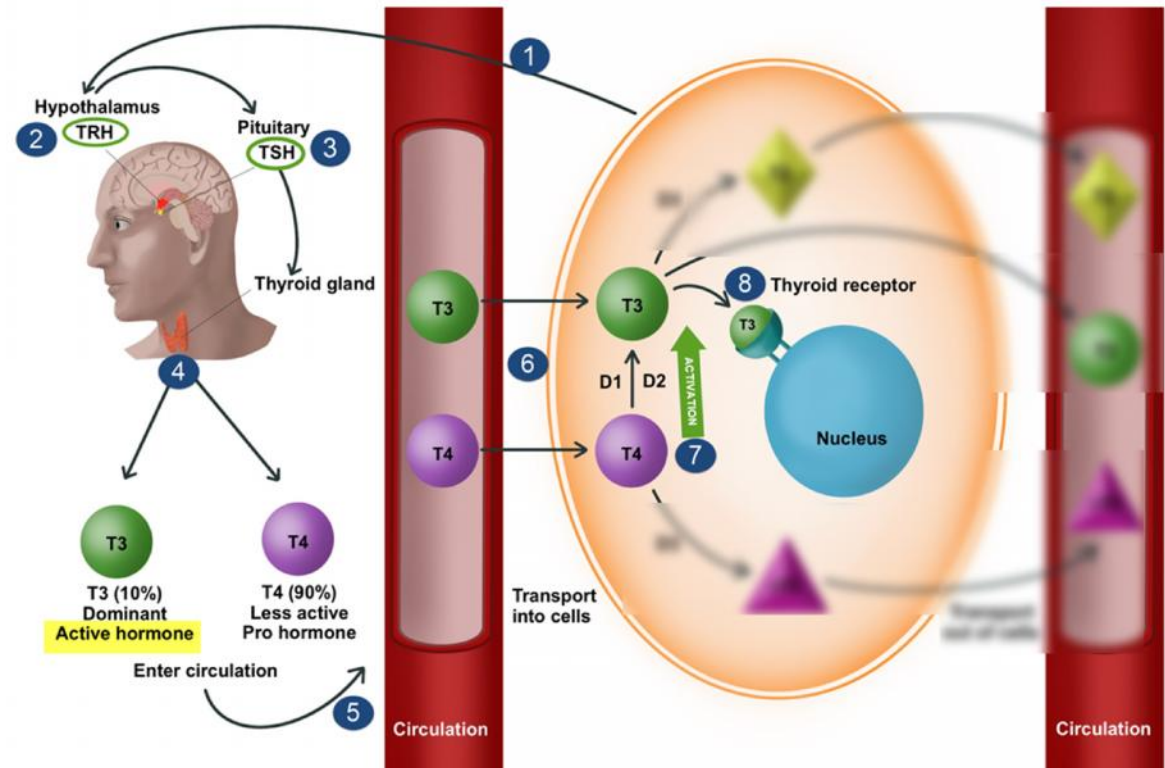 1
Hypothalamus
2
TRH
Pituitary
TSH
3
Thyroid gland
4
T3
T4
T3 (10%)
Dominant
Active hormone
T4 (90%)
Less active
Pro hormone
Enter circulation
5
T3
T4
Circulation
6
Transport
into cells
T3
D1
D2
T4
ACTIVATION
7
8
Thyroid receptor
T3
Nucleus
Circulation